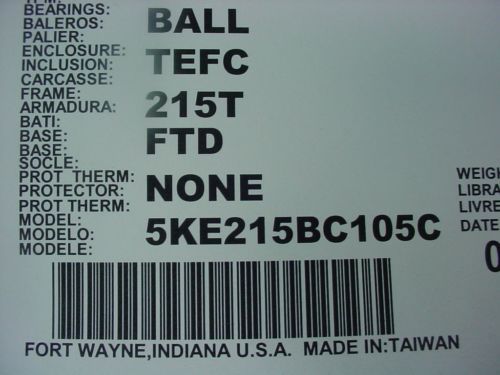 BEARINGS:
BALEROS: BALL
PALIER:
ENCLOSURE:
INCLUSION: TEFC
CARCASSE:
FRAME:
ARMADURA: 215T
BATI:
BASE: FTD
BASE:
SOCLE:
PROT THERM:
PROTECTOR: NONE
PROT THERM:
MODEL:
MODELO: 5KE215BC105C
MODELE:
WEIG
LIBRA
LIVRE
DATE
0
FORT WAYNE,INDIANA U.S.A. MADE IN:TAIWAN